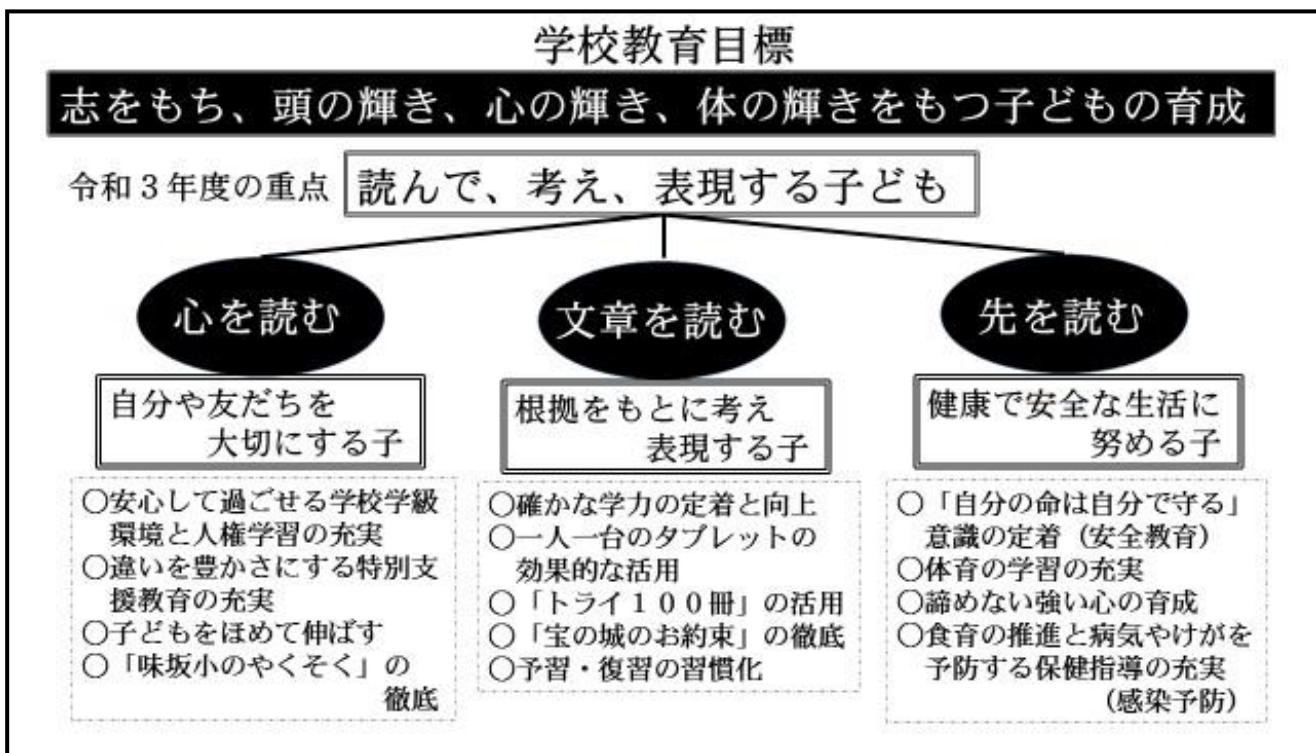 学校教育目標
志をもち、頭の輝き、心の輝き、体の輝きをもつ子どもの育成
令和３年度の重点
読んで、考え、表現する子ども
心を読む
自分や友だちを
大切にする子
○安心して過ごせる学校学級
環境と人権学習の充実
○違いを豊かさにする特別支
援教育の充実
○子どもをほめて伸ばす
○「味坂小のやくそく」の
徹底
文章を読む
根拠をもとに考え
表現する子
○確かな学力の定着と向上
○一人一台のタブレットの
効果的な活用
○「トライ１００冊」の活用
○「宝の城のお約束」の徹底
○予習・復習の習慣化
先を読む
健康で安全な生活に
努める子
○「自分の命は自分で守る」
意識の定着（安全教育）
○体育の学習の充実
○諦めない強い心の育成
○食育の推進と病気やけがを
予防する保健指導の充実
（感染予防）